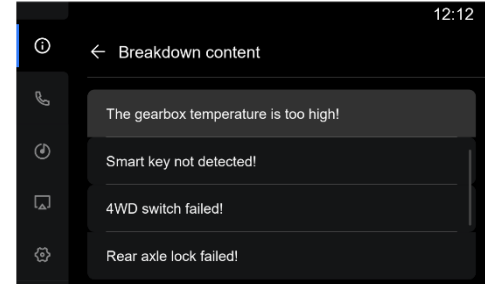 12:12
Breakdown content
The gearbox temperature is too high!
Smart key not detected!
4WD switch failed!
Rear axle lock failed!